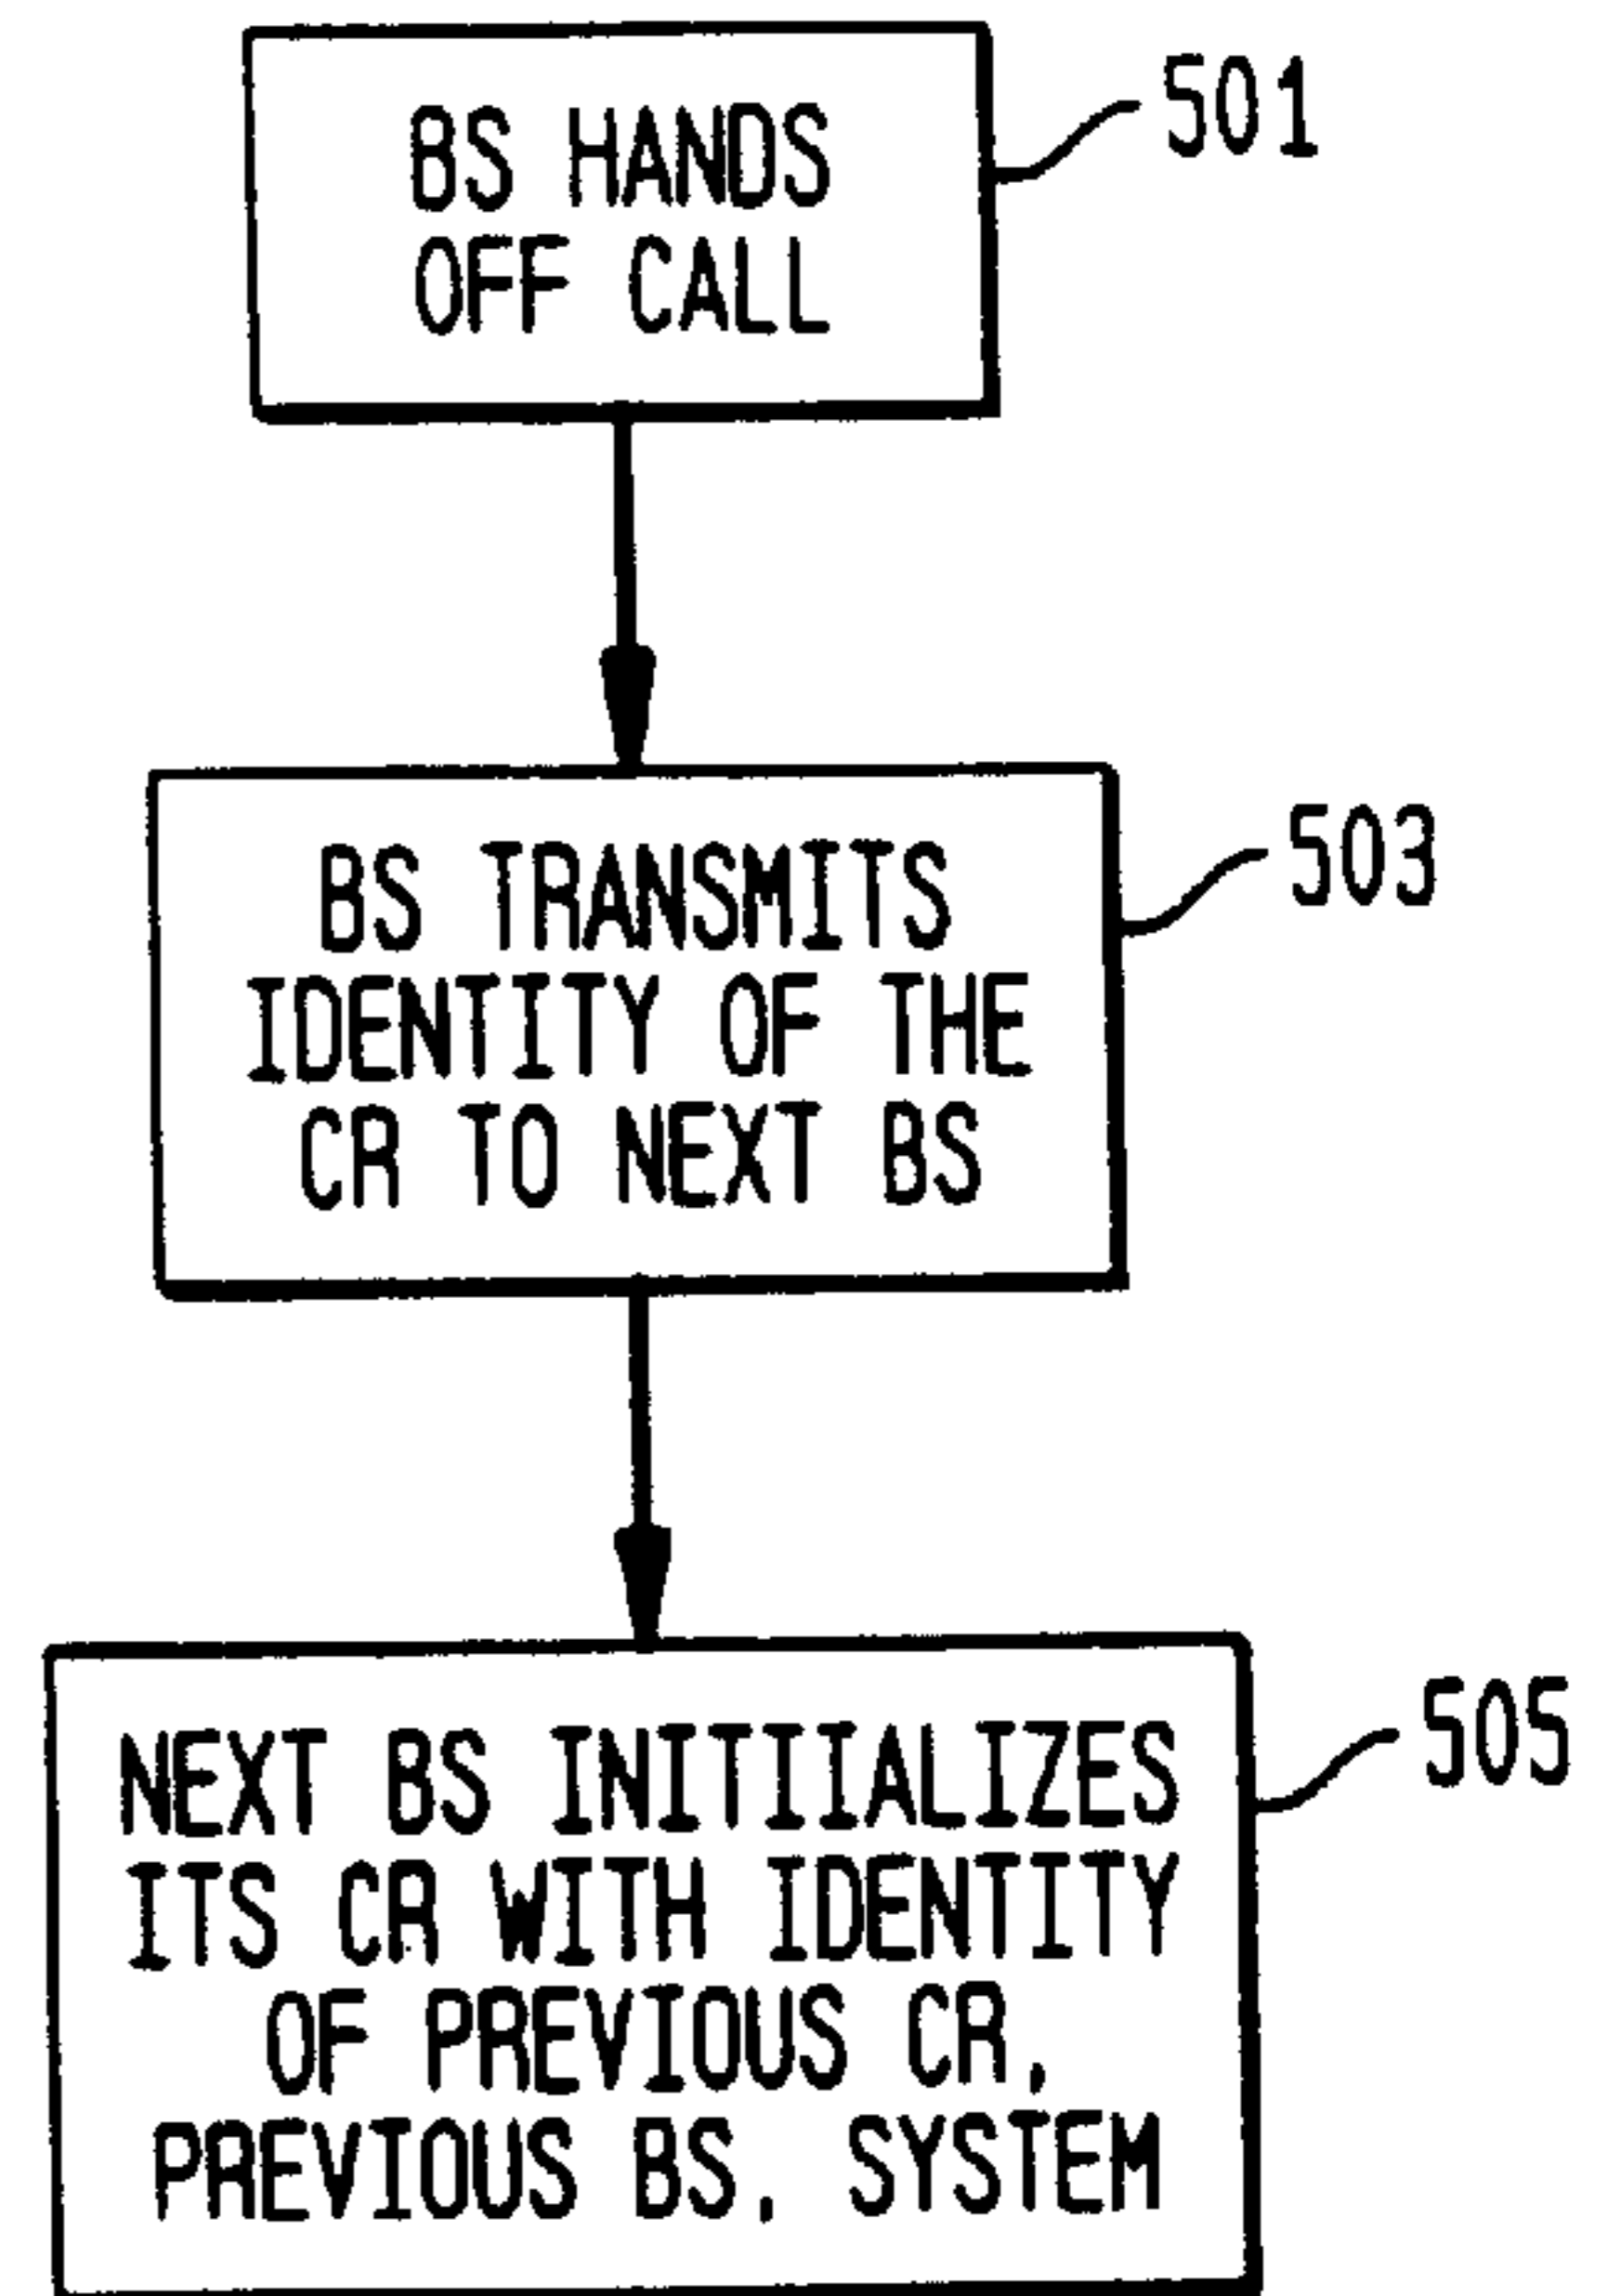 BS HANDS
OFF CALL
501
BS TRANSMITS
IDENTITY OF THE
CR TO NEXT BS
503
NEXT BS INITIIALIZES
ITS CR WITH IDENTITY
OF PREVIOUS CR,
PREVIOUS BS, SYSTEM
505